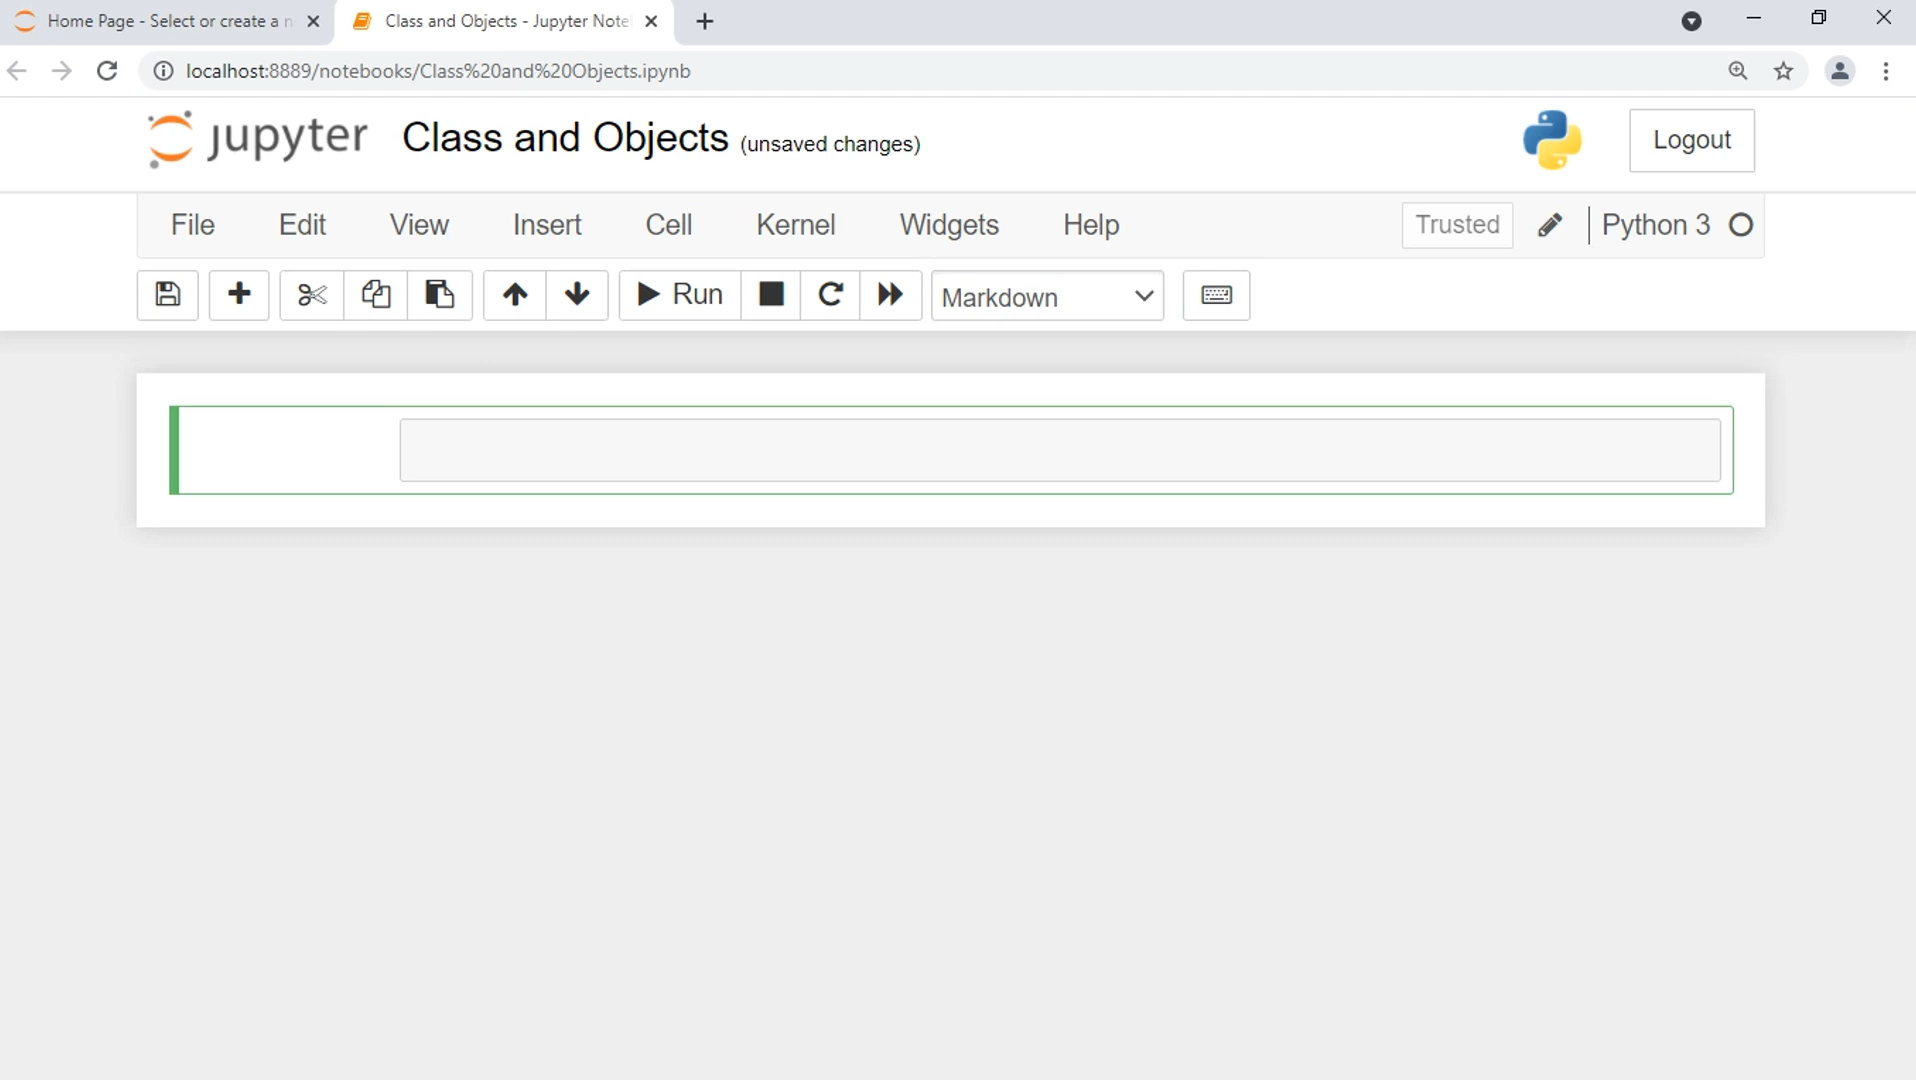 Home Page - Select or create a n
Class and Objects - Jupyter Note
localhost:8889/notebooks/Class%20and%20Objects.ipynb
jupyter Class and Objects (unsaved changes)
Logout
File Edit View Insert Cell Kernel Widgets Help Trusted Python 3
Run Markdown